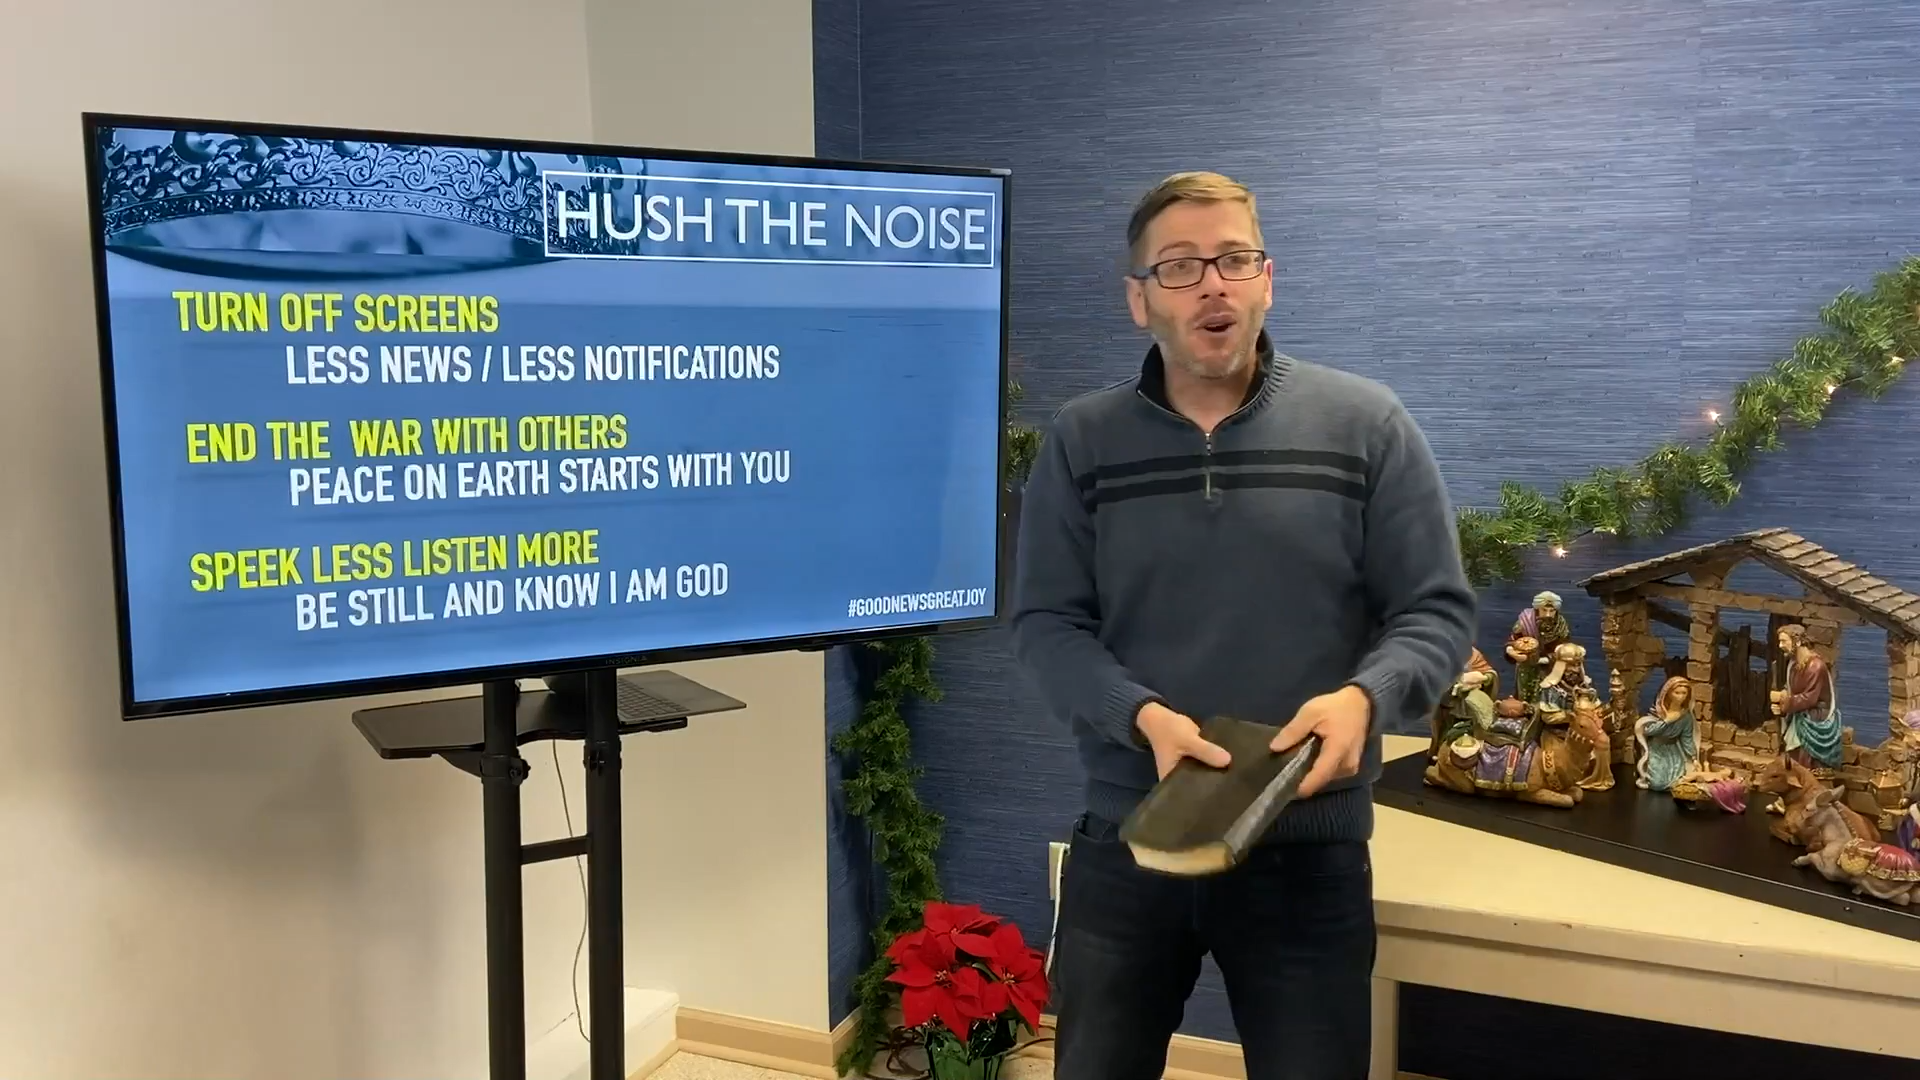 HUSH THE NOISE
TURN OFF SCREENS
LESS NEWS / LESS NOTIFICATIONS
END THE WAR WITH OTHERS
PEACE ON EARTH STARTS WITH YOU
SPEEK LESS LISTEN MORE
BE STILL AND KNOW I AM GOD
#GOODNEWSGREATJOY
INSIGNIA